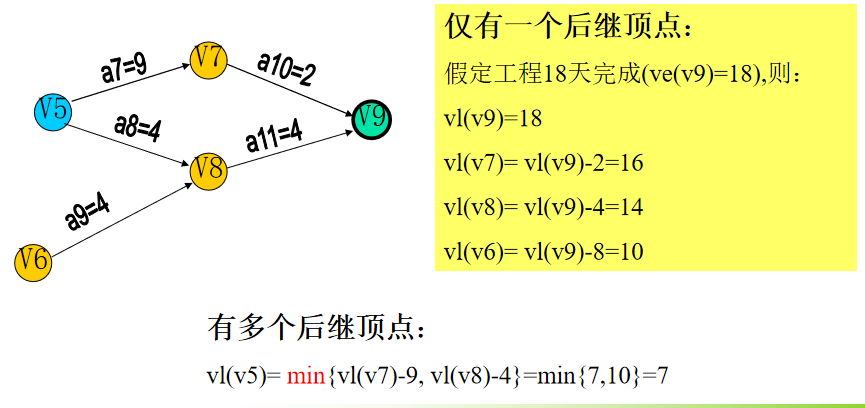 V7
a7=9
a10=2
V5
V9
a8=4
a11=4
V8
a9=4
V6
仅有一个后继顶点：
假定工程18天完成(ve(v9)=18),则：
vl(v9)=18
vl(v7)= vl(v9)-2=16
vl(v8)= vl(v9)-4=14
vl(v6)= vl(v9)-8=10
有多个后继顶点：
vl(v5)= min{vl(v7)-9, vl(v8)-4}=min{7,10}=7